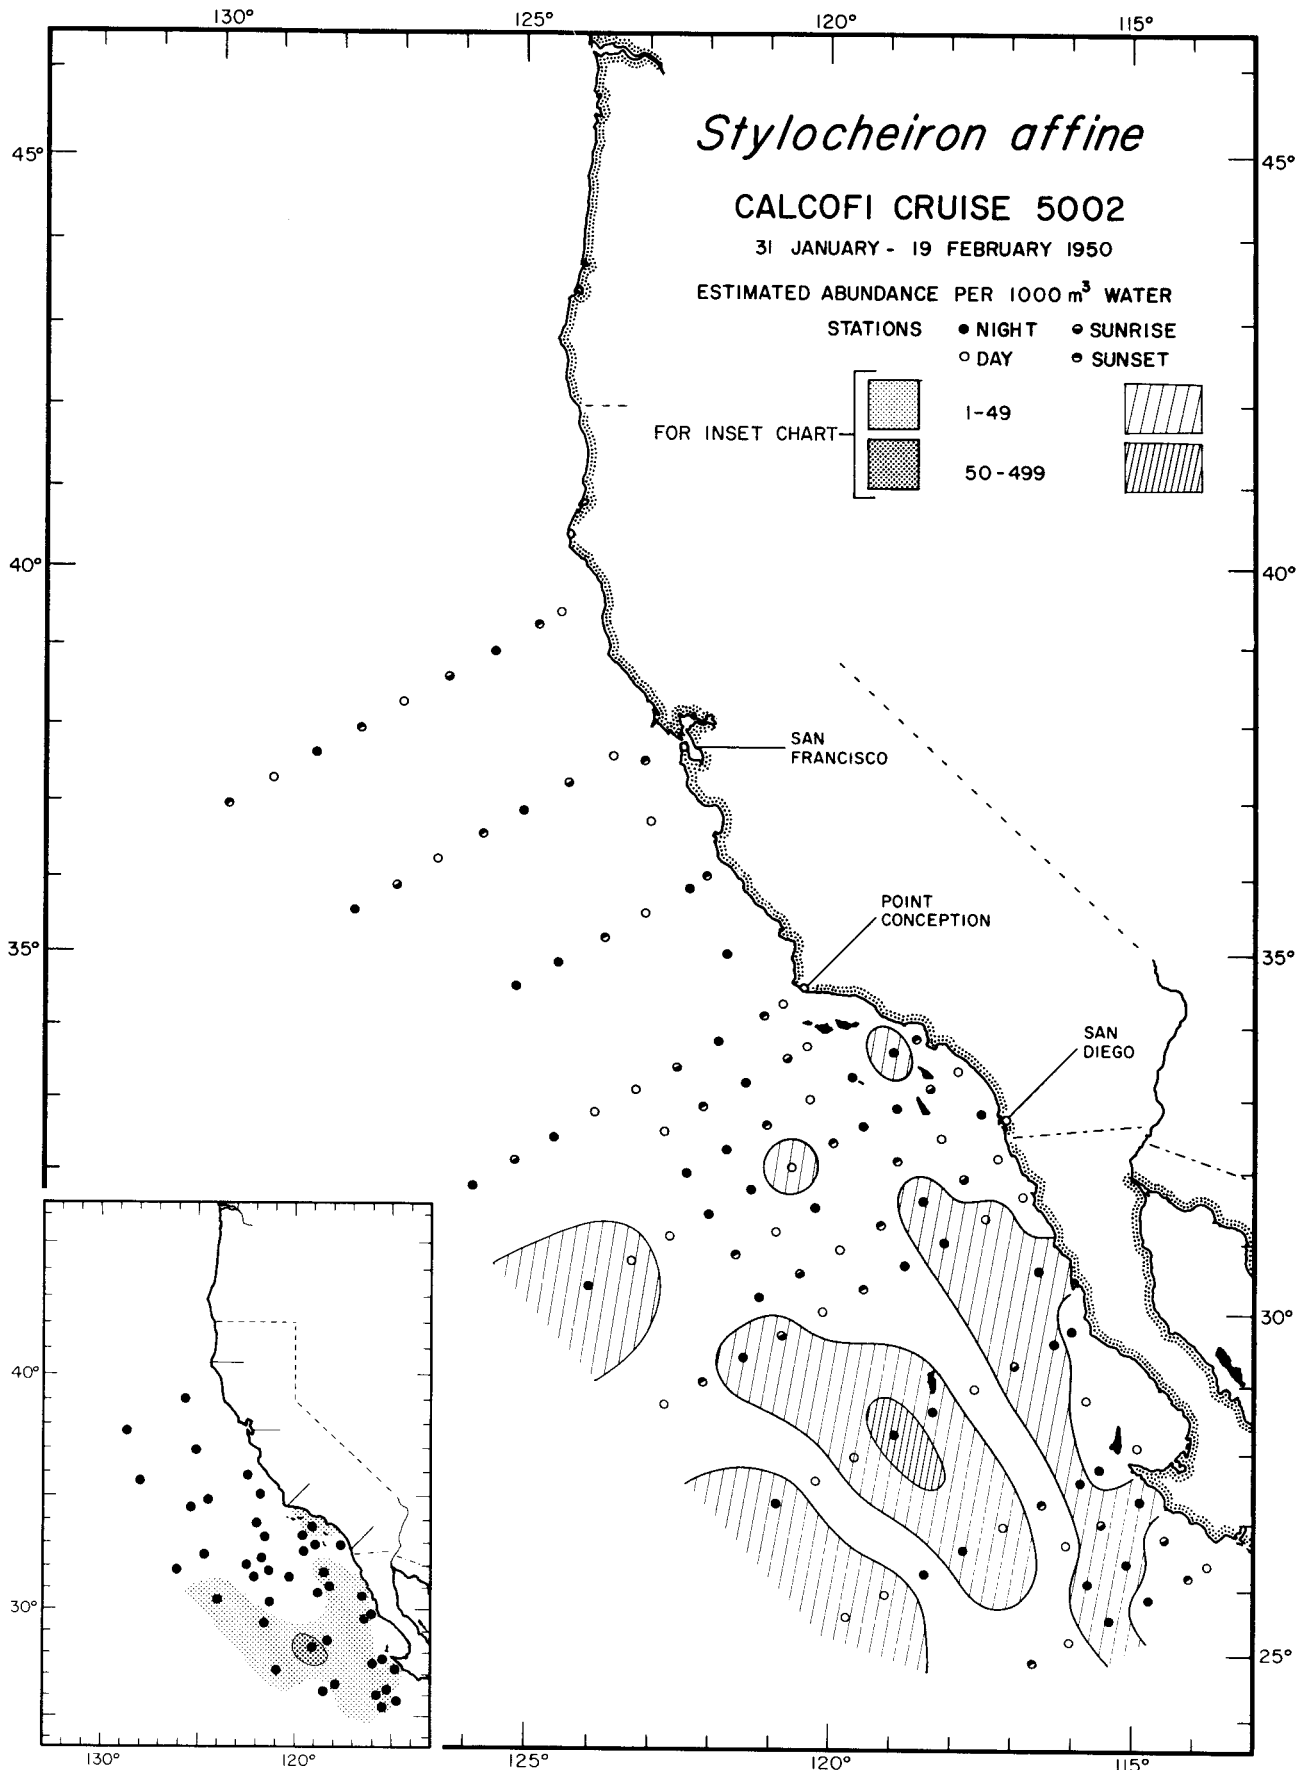 130° 125° 120° 115°
Stylocheiron affine
45° 45°
CALCOFI CRUISE 5002
31 JANUARY - 19 FEBRUARY 1950
ESTIMATED ABUNDANCE PER 1000 m³ WATER
STATIONS NIGHT SUNRISE
DAY SUNSET
1-49
FOR INSET CHART
50-499
40° 40°
SAN
FRANCISCO
POINT
CONCEPTION
35° 35°
SAN
DIEGO
30°
40°
30°
25°
130° 120° 125° 120° 115°